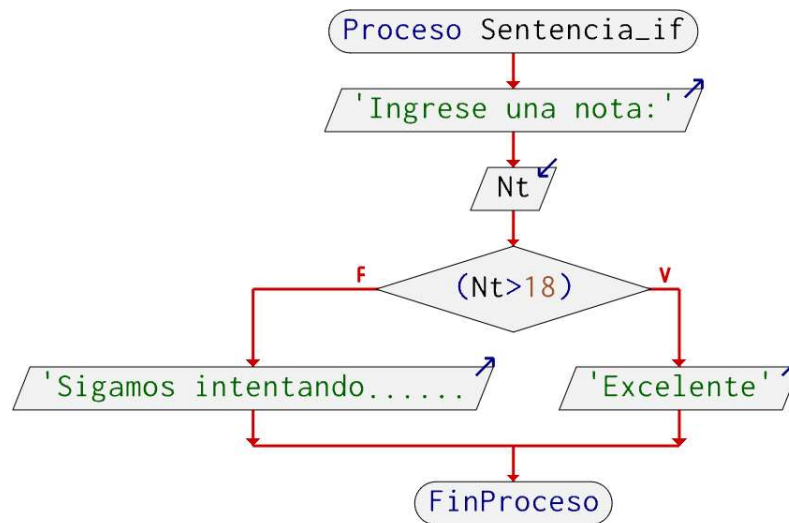 Proceso Sentencia_if
'Ingrese una nota:'
Nt
F
(Nt>18)
V
'Sigamos intentando......
'Excelente'
FinProceso